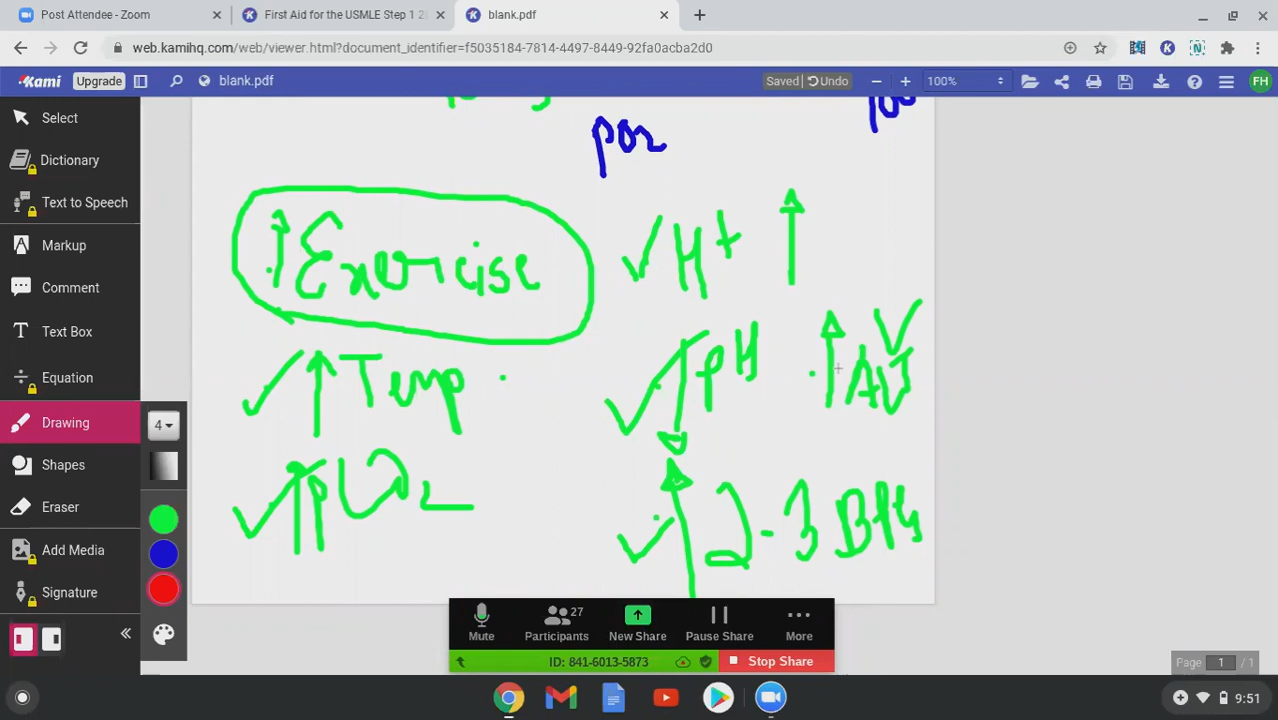 Post Attendee - Zoom
First Aid for the USMLE Step 1 2
blank.pdf
web.kamihq.com/web/viewer.html?document_identifier=f5035184-7814-4497-8449-92fa0acba2d0
Kami
Upgrade
blank.pdf
Saved
Undo
100%
FH
Select
Dictionary
Text to Speech
Markup
Comment
Text Box
Equation
Drawing
4
Shapes
Eraser
Add Media
Signature
po2
↑ Exercise
✓ H+ ↑
✓ ↑ Temp
✓ ↓ pH
✓ ↑ pCO2
✓ ↑ 2-3 BPG
Mute
27
Participants
New Share
Pause Share
More
ID: 841-6013-5873
Stop Share
Page 1 / 1
9:51